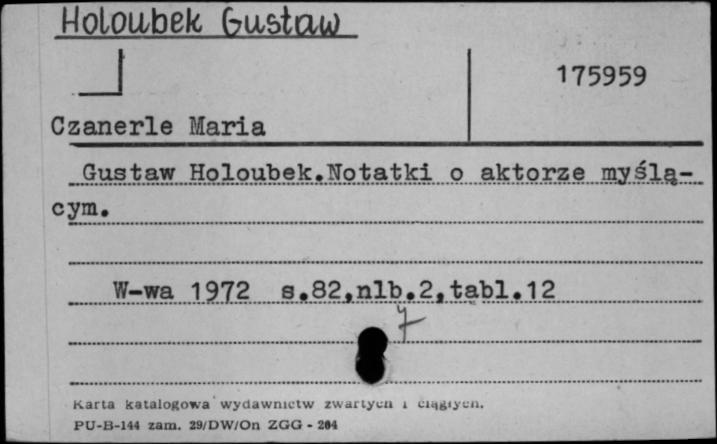 Holoubek Gustaw
175959
Czanerle Maria
Gustaw Holoubek.Notatki o aktorze myślą-
cym.
W-wa 1972 s.82,nlb.2,tabl.12
Karta katalogowa wydawnictw zwartych i ciągłych.
PU-B-144 zam. 29/DW/On ZGG - 264